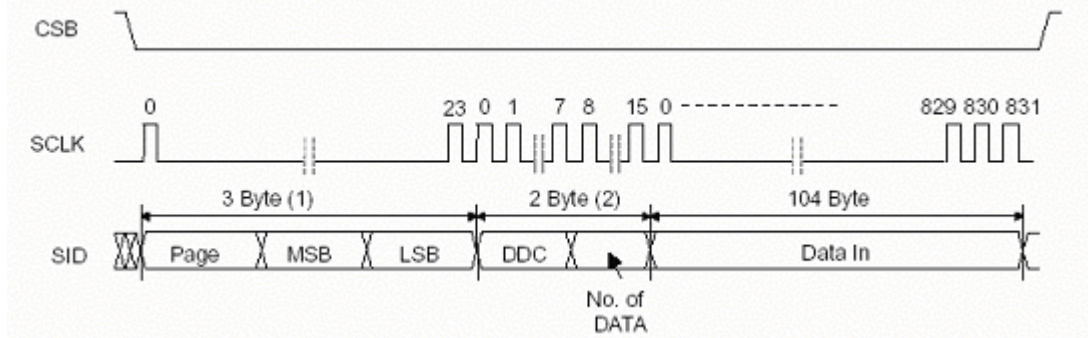 CSB
0 23 0 1 7 8 15 0 829 830 831
SCLK
3 Byte (1) 2 Byte (2) 104 Byte
SID Page MSB LSB DDC Data In
No. of
DATA